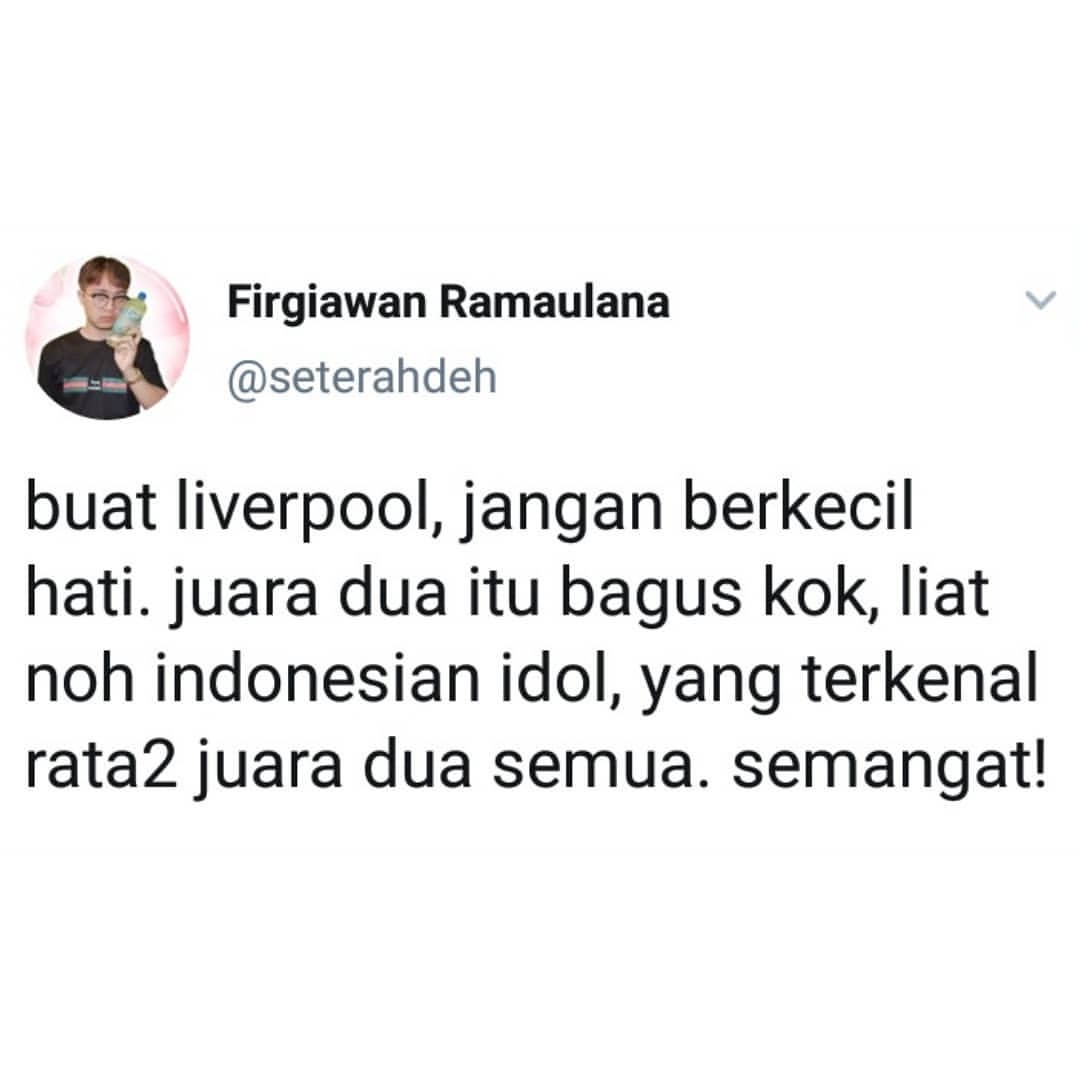 Firgiawan Ramaulana
@seterahdeh
buat liverpool, jangan berkecil
hati. juara dua itu bagus kok, liat
noh indonesian idol, yang terkenal
rata2 juara dua semua. semangat!